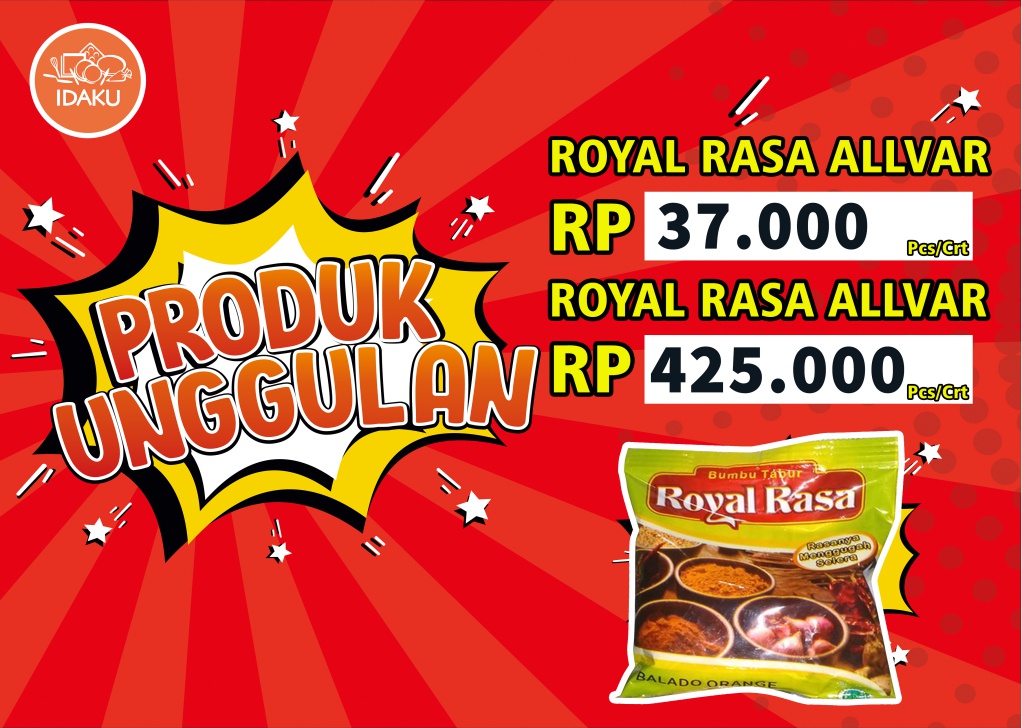 IDAKU
PRODUK
UNGGULAN
ROYAL RASA ALLVAR
RP 37.000 Pcs/Crt
ROYAL RASA ALLVAR
RP 425.000 Pcs/Crt
Bumbu Tabur
Royal Rasa
Rasanya
Menggugah
Selera
BALADO ORANGE